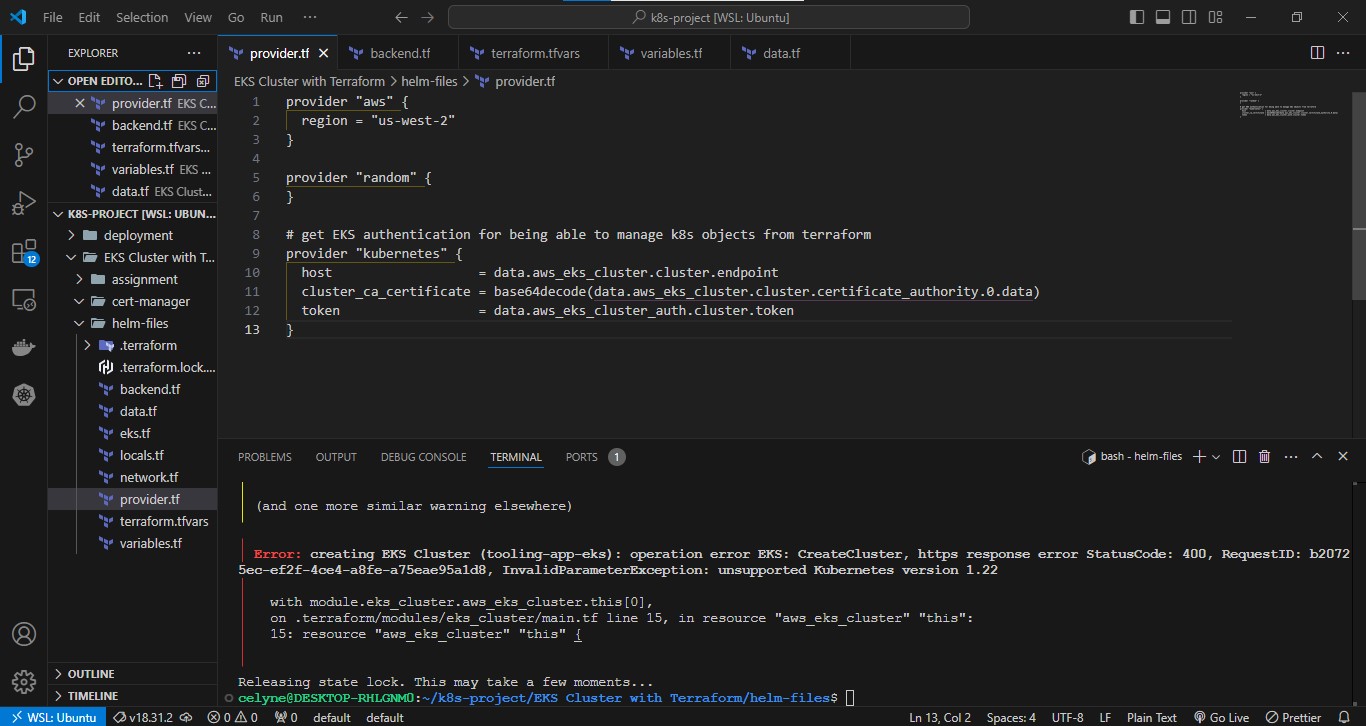 File Edit Selection View Go Run ··· k8s-project [WSL: Ubuntu]
EXPLORER ···
OPEN EDITO...
provider.tf EKS C...
backend.tf EKS C...
terraform.tfvars...
variables.tf EKS ...
data.tf EKS Clust...
K8S-PROJECT [WSL: UBUN...
deployment
EKS Cluster with T...
assignment
cert-manager
helm-files
.terraform
.terraform.lock....
backend.tf
data.tf
eks.tf
locals.tf
network.tf
provider.tf
terraform.tfvars
variables.tf
OUTLINE
TIMELINE
12
provider.tf backend.tf terraform.tfvars variables.tf data.tf
EKS Cluster with Terraform > helm-files > provider.tf
1 provider "aws" {
2 region = "us-west-2"
3 }
4
5 provider "random" {
6 }
7
8 # get EKS authentication for being able to manage k8s objects from terraform
9 provider "kubernetes" {
10 host = data.aws_eks_cluster.cluster.endpoint
11 cluster_ca_certificate = base64decode(data.aws_eks_cluster.cluster.certificate_authority.0.data)
12 token = data.aws_eks_cluster_auth.cluster.token
13 }
PROBLEMS OUTPUT DEBUG CONSOLE TERMINAL PORTS 1 bash - helm-files
(and one more similar warning elsewhere)
Error: creating EKS Cluster (tooling-app-eks): operation error EKS: CreateCluster, https response error StatusCode: 400, RequestID: b2072
5ec-ef2f-4ce4-a8fe-a75eae95a1d8, InvalidParameterException: unsupported Kubernetes version 1.22
with module.eks_cluster.aws_eks_cluster.this[0],
on .terraform/modules/eks_cluster/main.tf line 15, in resource "aws_eks_cluster" "this":
15: resource "aws_eks_cluster" "this" {
Releasing state lock. This may take a few moments...
celyne@DESKTOP-RHLGNM0:~/k8s-project/EKS Cluster with Terraform/helm-files$
WSL: Ubuntu v18.31.2 0 0 0 default default Ln 13, Col 2 Spaces: 4 UTF-8 LF Plain Text Go Live Prettier